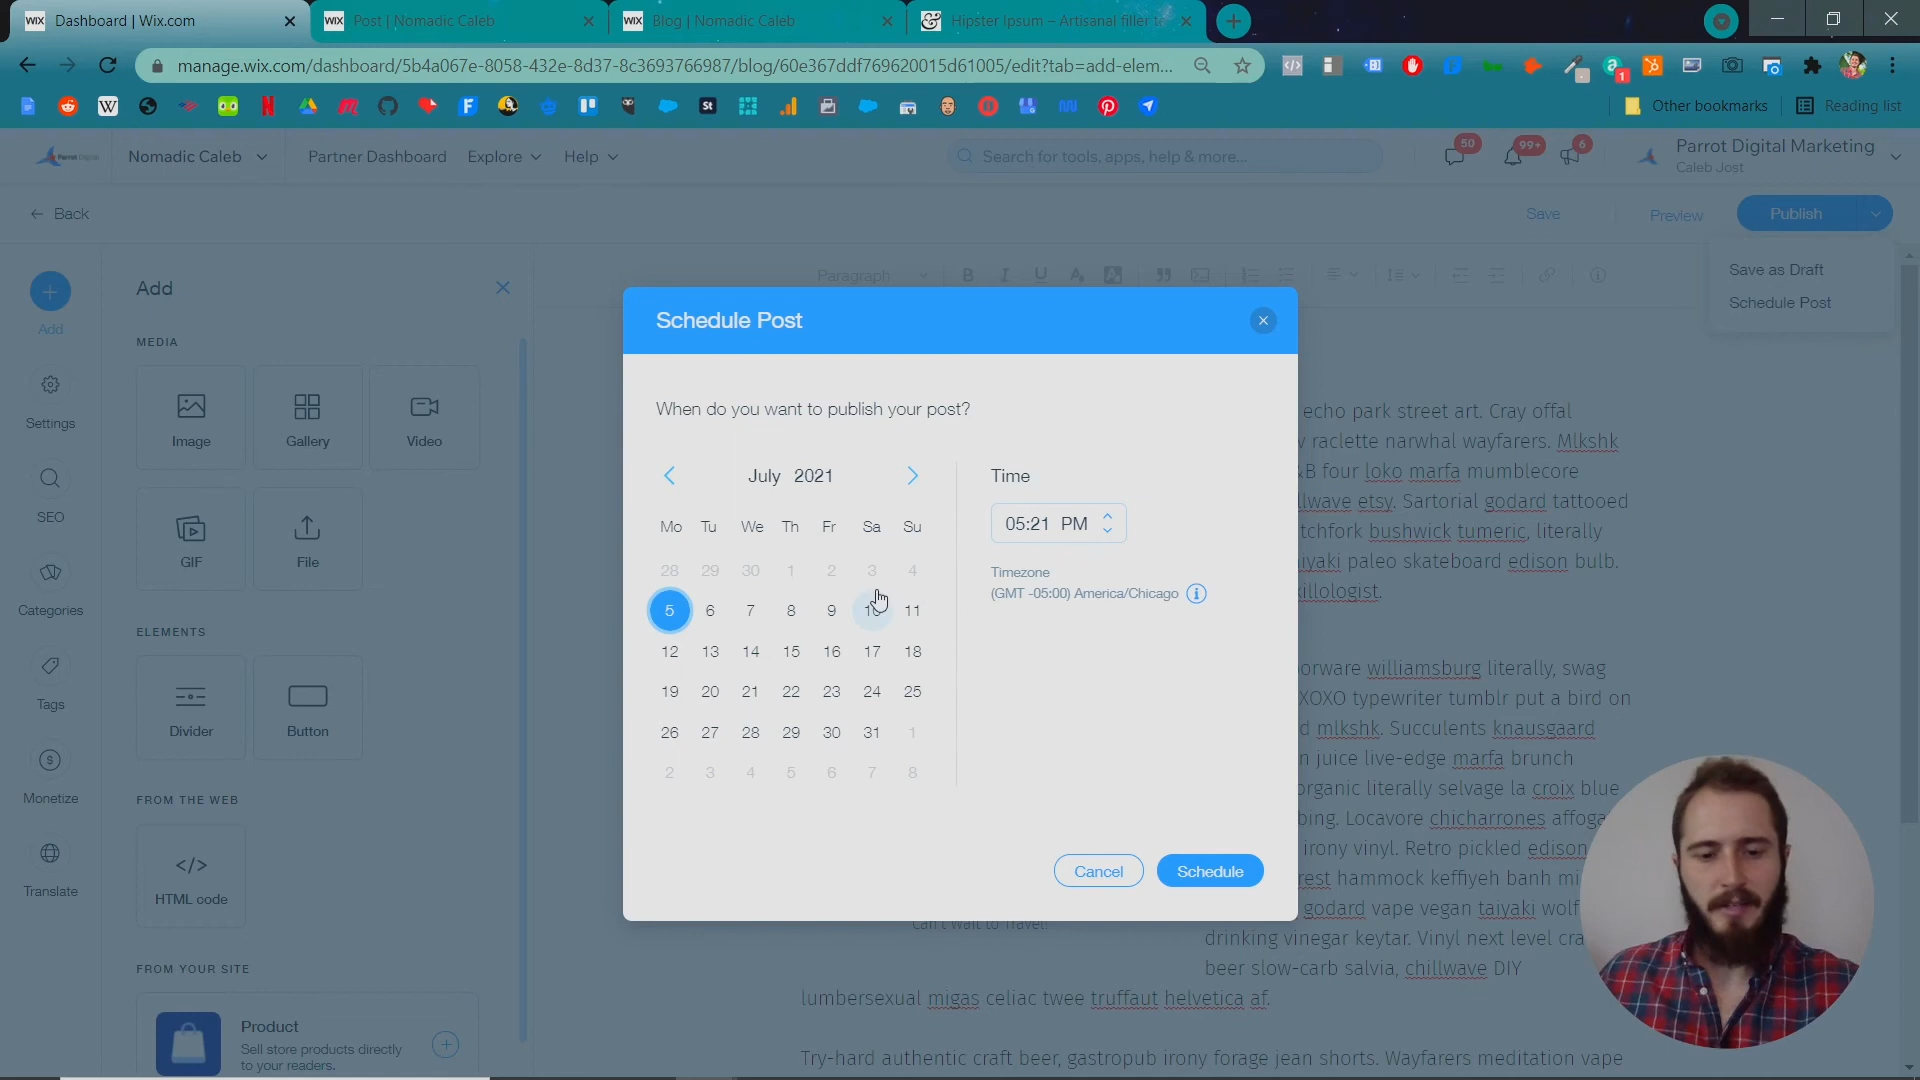 Dashboard | Wix.com
Post | Nomadic Caleb
Blog | Nomadic Caleb
Hipster Ipsum – Artisanal filler
manage.wix.com/dashboard/5b4a067e-8058-432e-8d37-8c3693766987/blog/60e367ddf769620015d61005/edit?tab=add-elem...
Other bookmarks
Reading list
Nomadic Caleb
Partner Dashboard
Explore
Help
Search for tools, apps, help & more...
50
99+
6
Parrot Digital Marketing
Caleb Jost
Back
Save
Preview
Publish
Save as Draft
Schedule Post
Add
Settings
SEO
Categories
Tags
Monetize
Translate
Add
MEDIA
Image
Gallery
Video
GIF
File
ELEMENTS
Divider
Button
FROM THE WEB
HTML code
FROM YOUR SITE
Product
Sell store products directly
to your readers.
Paragraph
Schedule Post
When do you want to publish your post?
July 2021
Mo Tu We Th Fr Sa Su
28 29 30 1 2 3 4
5 6 7 8 9 10 11
12 13 14 15 16 17 18
19 20 21 22 23 24 25
26 27 28 29 30 31 1
2 3 4 5 6 7 8
Time
05:21 PM
Timezone
(GMT -05:00) America/Chicago
Cancel
Schedule
echo park street art. Cray offal
raclette narwhal wayfarers. Mlkshk
&B four loko marfa mumblecore
llwave etsy. Sartorial godard tattooed
tchfork bushwick tumeric, literally
iyaki paleo skateboard edison bulb.
killologist.
orware williamsburg literally, swag
XOXO typewriter tumblr put a bird on
d mlkshk. Succulents knausgaard
n juice live-edge marfa brunch
organic literally selvage la croix blue
bing. Locavore chicharrones affoga
irony vinyl. Retro pickled edison
rest hammock keffiyeh banh mi
godard vape vegan taiyaki wolf
Can't wait to Travel!
drinking vinegar keytar. Vinyl next level cra
beer slow-carb salvia, chillwave DIY
lumbersexual migas celiac twee truffaut helvetica af.
Try-hard authentic craft beer, gastropub irony forage jean shorts. Wayfarers meditation vape